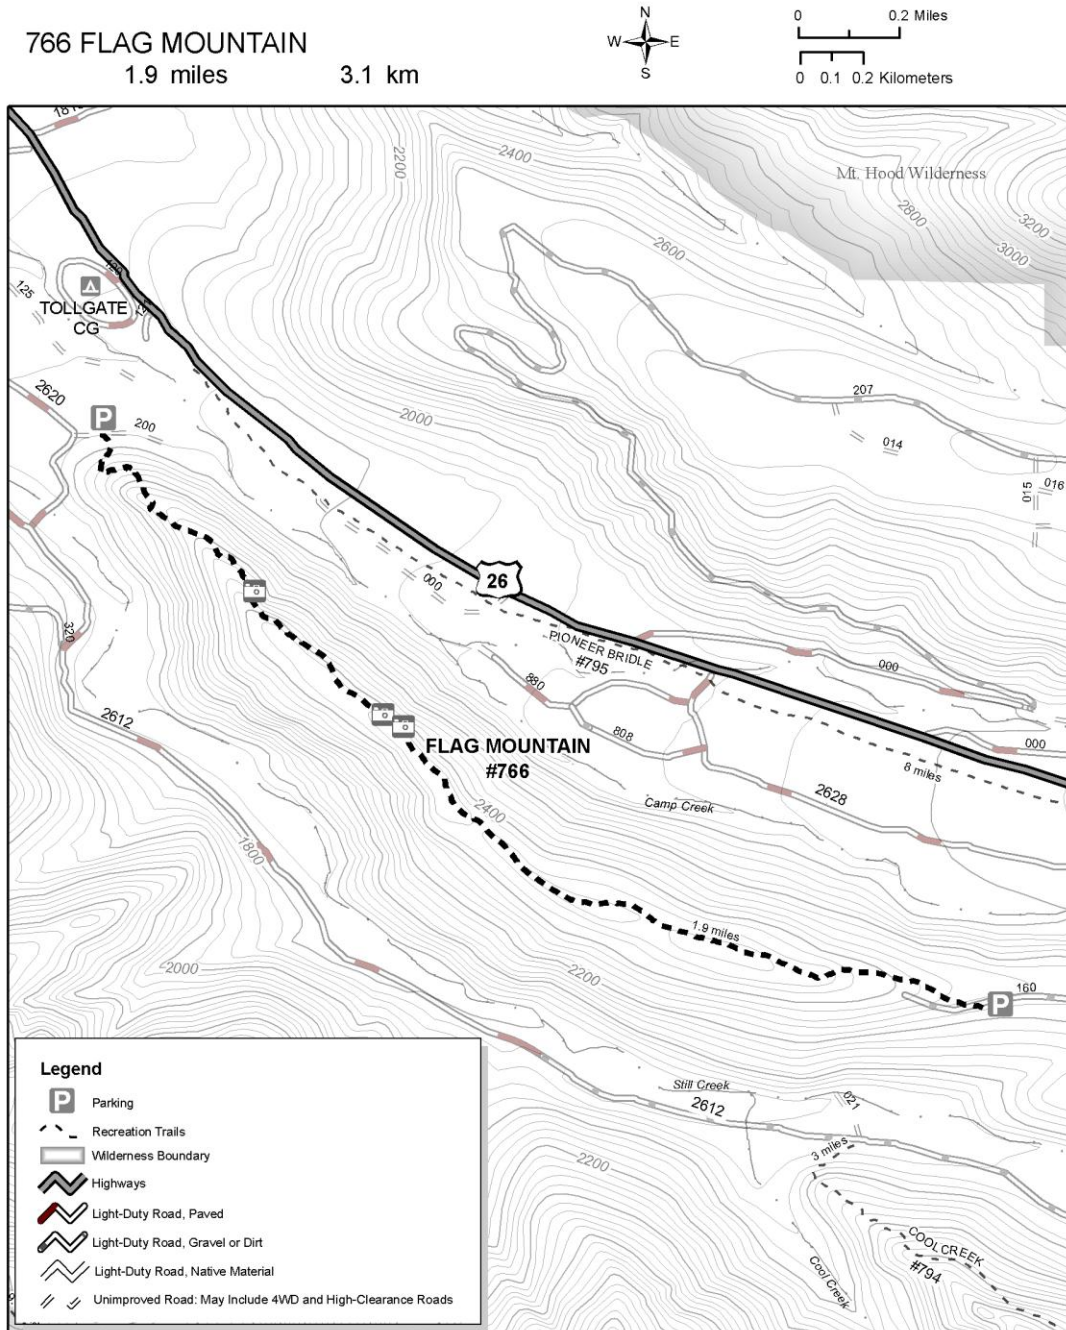 766 FLAG MOUNTAIN
1.9 miles 3.1 km
N
W E
S
0 0.2 Miles
0 0.1 0.2 Kilometers
2200
2400
Mt. Hood Wilderness
2800
3200
3000
2600
125
TOLLGATE
CG
2620
P
200
2000
207
014
015
016
26
000
PIONEER BRIDLE
#795
320
880
000
2612
808
000
FLAG MOUNTAIN
#766
8 miles
2628
2400
Camp Creek
1800
1.9 miles
2000
2200
160
P
Still Creek
2612
021
3 miles
2200
COOL CREEK
#794
Cool Creek
Legend
P Parking
Recreation Trails
Wilderness Boundary
Highways
Light-Duty Road, Paved
Light-Duty Road, Gravel or Dirt
Light-Duty Road, Native Material
Unimproved Road: May Include 4WD and High-Clearance Roads